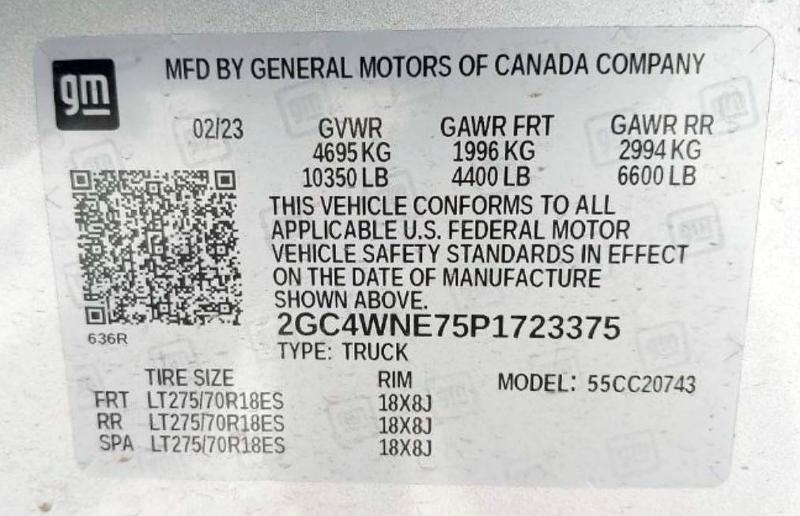 gm
MFD BY GENERAL MOTORS OF CANADA COMPANY
02/23 GVWR GAWR FRT GAWR RR
4695 KG 1996 KG 2994 KG
10350 LB 4400 LB 6600 LB
THIS VEHICLE CONFORMS TO ALL
APPLICABLE U.S. FEDERAL MOTOR
VEHICLE SAFETY STANDARDS IN EFFECT
ON THE DATE OF MANUFACTURE
SHOWN ABOVE.
636R
2GC4WNE75P1723375
TYPE: TRUCK
TIRE SIZE RIM MODEL: 55CC20743
FRT LT275/70R18ES 18X8J
RR LT275/70R18ES 18X8J
SPA LT275/70R18ES 18X8J